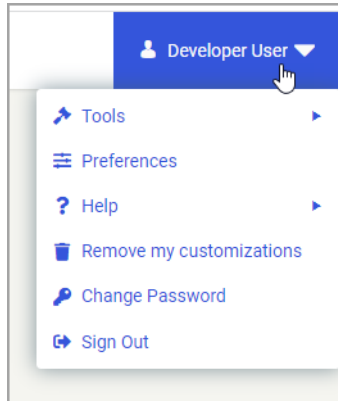 Developer User
Tools
Preferences
Help
Remove my customizations
Change Password
Sign Out